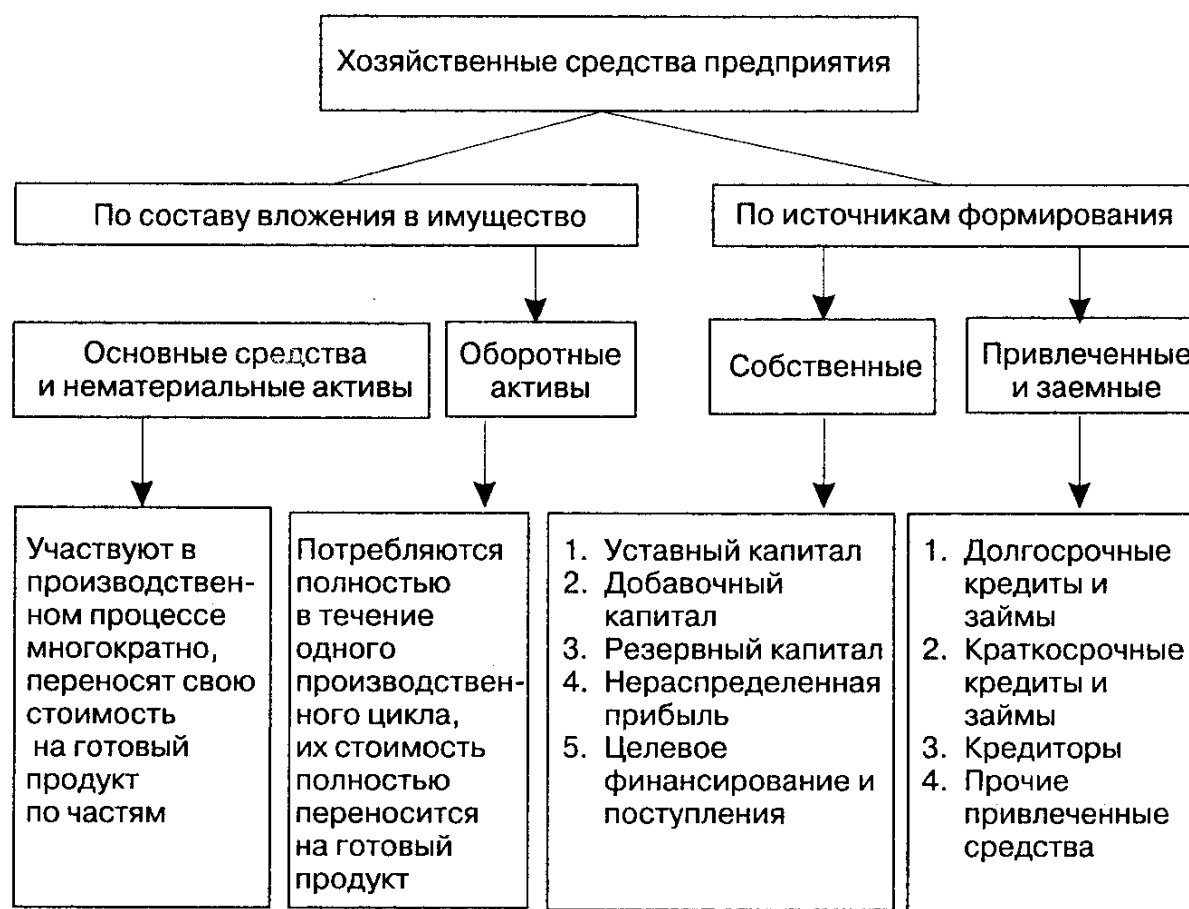 Хозяйственные средства предприятия
По составу вложения в имущество
По источникам формирования
Основные средства
и нематериальные активы
Оборотные
активы
Собственные
Привлеченные
и заемные
Участвуют в
производствен-
ном процессе
многократно,
переносят свою
стоимость
на готовый
продукт
по частям
Потребляются
полностью
в течение
одного
производствен-
ного цикла,
их стоимость
полностью
переносится
на готовый
продукт
1. Уставный капитал
2. Добавочный
капитал
3. Резервный капитал
4. Нераспределенная
прибыль
5. Целевое
финансирование и
поступления
1. Долгосрочные
кредиты и
займы
2. Краткосрочные
кредиты и
займы
3. Кредиторы
4. Прочие
привлеченные
средства